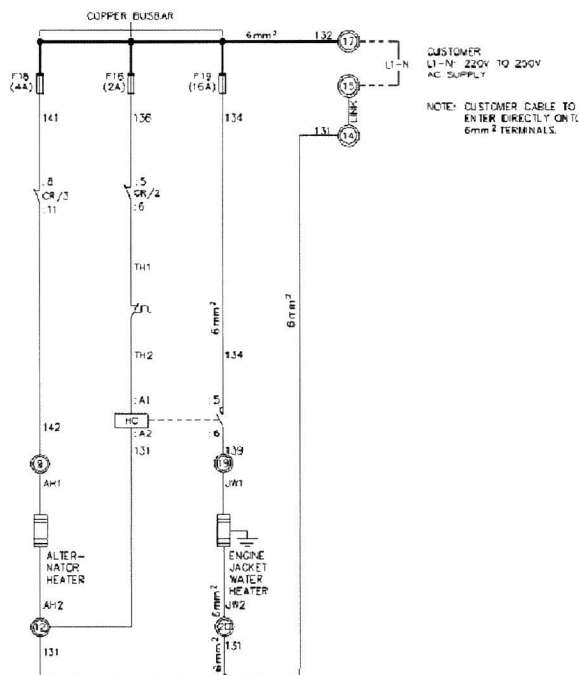 COPPER BUSBAR
6mm²
132
17
L1-N
CUSTOMER
L1-N: 220V TO 250V
AC SUPPLY
F18
(4A)
F16
(2A)
F19
(16A)
15
LINK
NOTE: CUSTOMER CABLE TO
ENTER DIRECTLY ONTO
6mm² TERMINALS.
141
136
134
131
14
:8
CR/3
:11
:5
CR/2
:6
TH1
6mm²
6mm²
TH2
134
:A1
:5
HC
142
:A2
131
:6
139
9
19
AH1
JW1
ALTER-
NATOR
HEATER
ENGINE
JACKET
WATER
HEATER
AH2
6mm²
JW2
12
20
131
6mm²
131